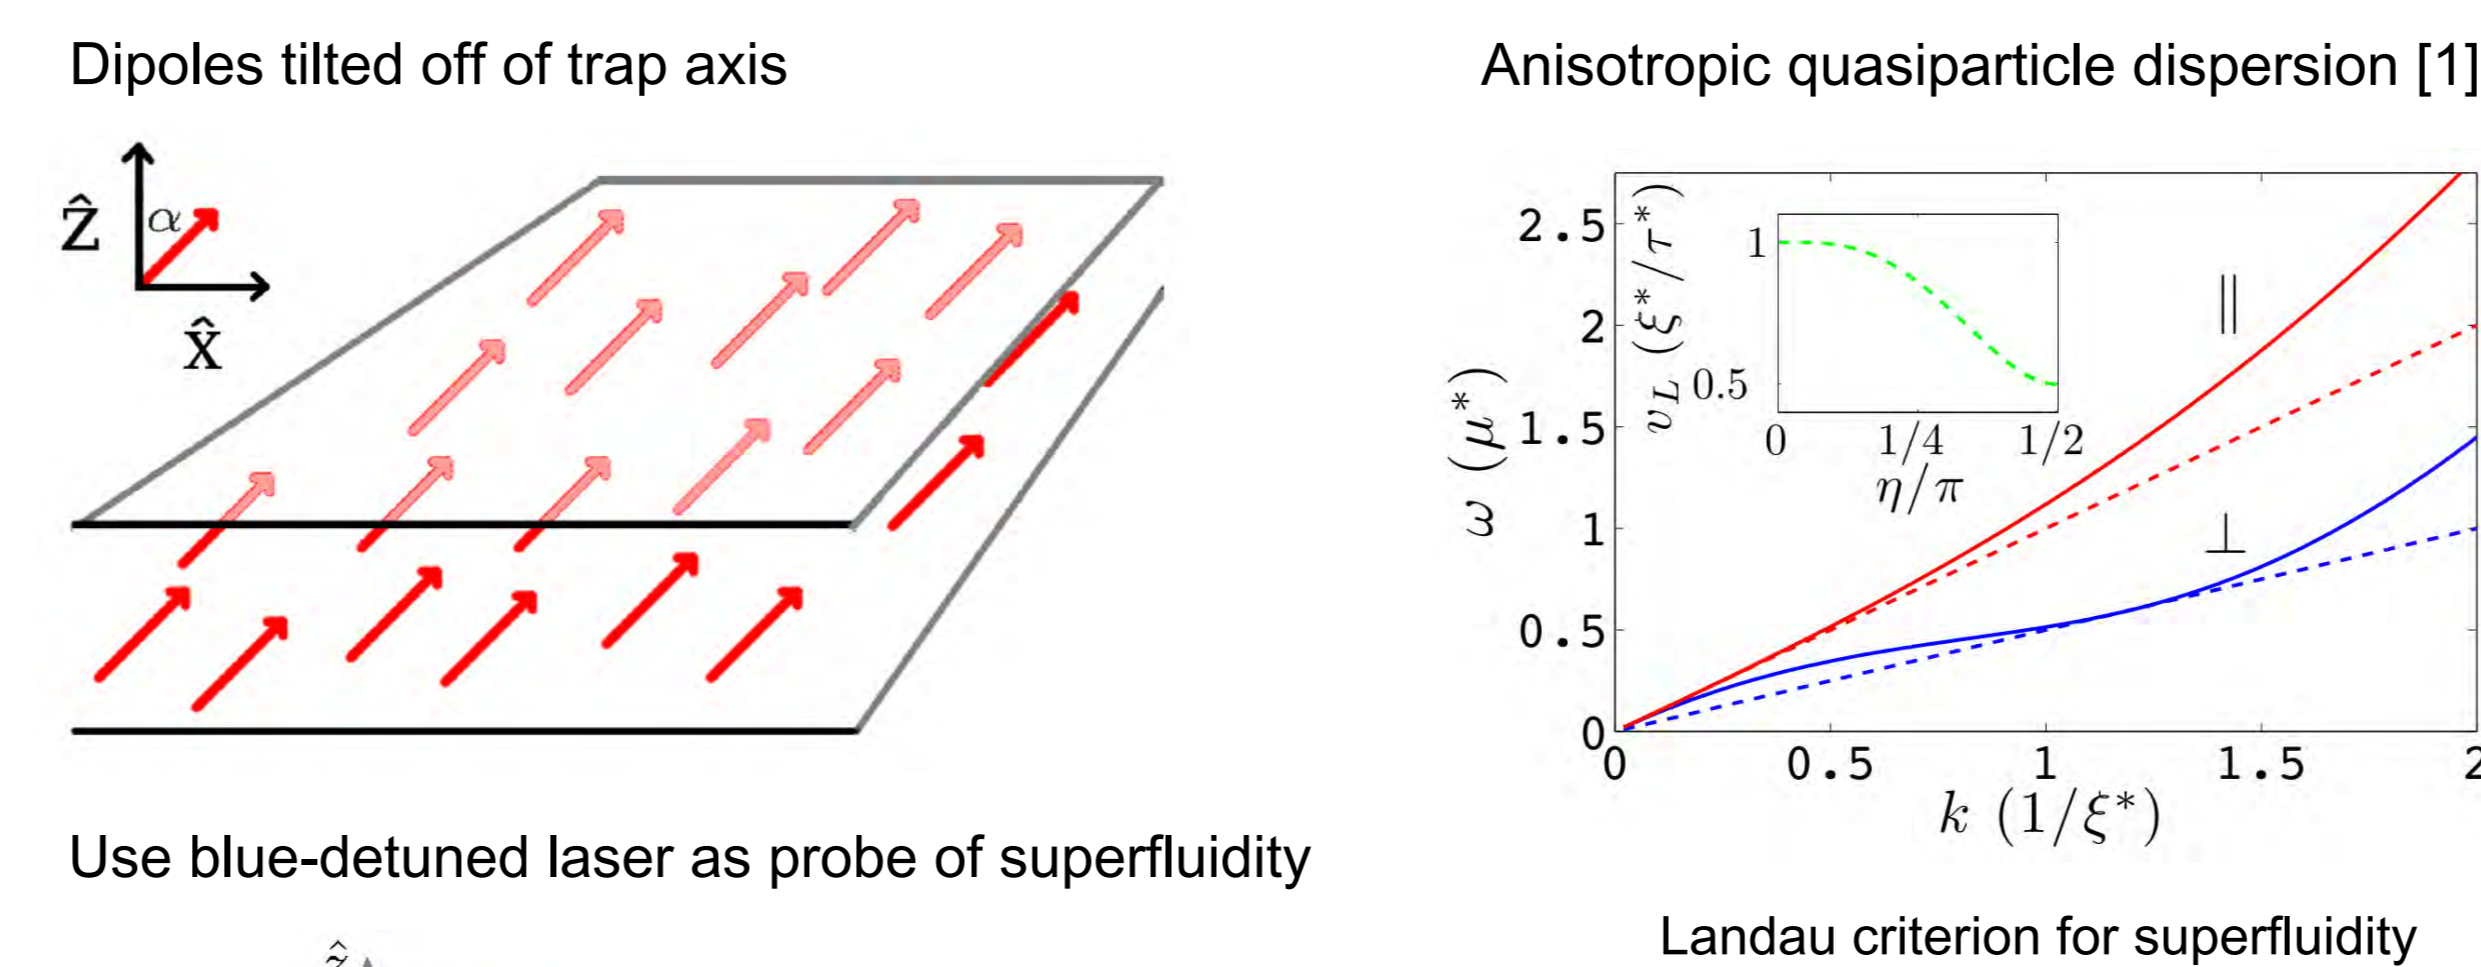 Dipoles tilted off of trap axis
ẑ
α
x̂
Use blue-detuned laser as probe of superfluidity
ẑ
Anisotropic quasiparticle dispersion [1]
ω (μ*)
2.5
2
1.5
1
0.5
0
v_L (ξ*/τ*)
1
0.5
0 1/4 1/2
η/π
∥
⊥
0 0.5 1 1.5 2
k (1/ξ*)
Landau criterion for superfluidity